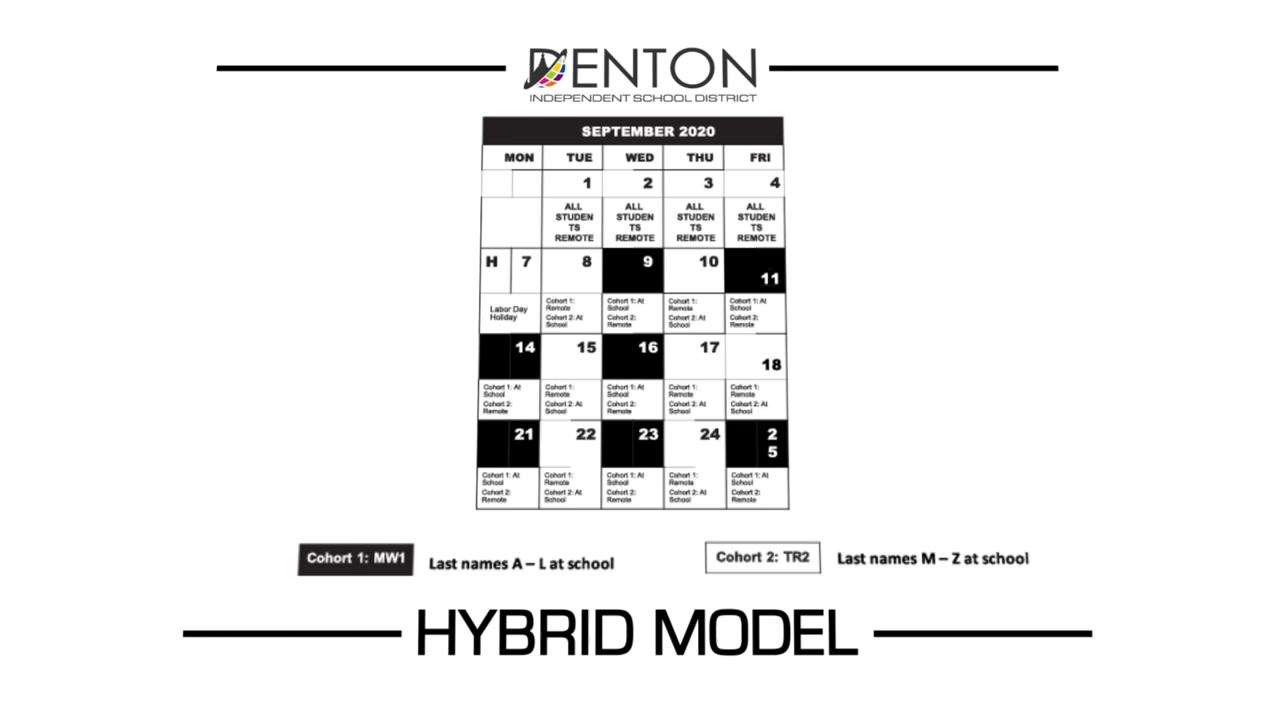 DENTON
INDEPENDENT SCHOOL DISTRICT
SEPTEMBER 2020
MON TUE WED THU FRI
1 2 3 4
ALL STUDEN TS REMOTE
ALL STUDEN TS REMOTE
ALL STUDEN TS REMOTE
ALL STUDEN TS REMOTE
H 7 8 9 10 11
Labor Day Holiday
Cohort 1: Remote Cohort 2: At School
Cohort 1: At School Cohort 2: Remote
Cohort 1: Remote Cohort 2: At School
Cohort 1: At School Cohort 2: Remote
14 15 16 17 18
Cohort 1: At School Cohort 2: Remote
Cohort 1: Remote Cohort 2: At School
Cohort 1: At School Cohort 2: Remote
Cohort 1: Remote Cohort 2: At School
Cohort 1: Remote Cohort 2: At School
21 22 23 24 2 5
Cohort 1: At School Cohort 2: Remote
Cohort 1: Remote Cohort 2: At School
Cohort 1: At School Cohort 2: Remote
Cohort 1: Remote Cohort 2: At School
Cohort 1: At School Cohort 2: Remote
Cohort 1: MW1 Last names A – L at school
Cohort 2: TR2 Last names M – Z at school
HYBRID MODEL